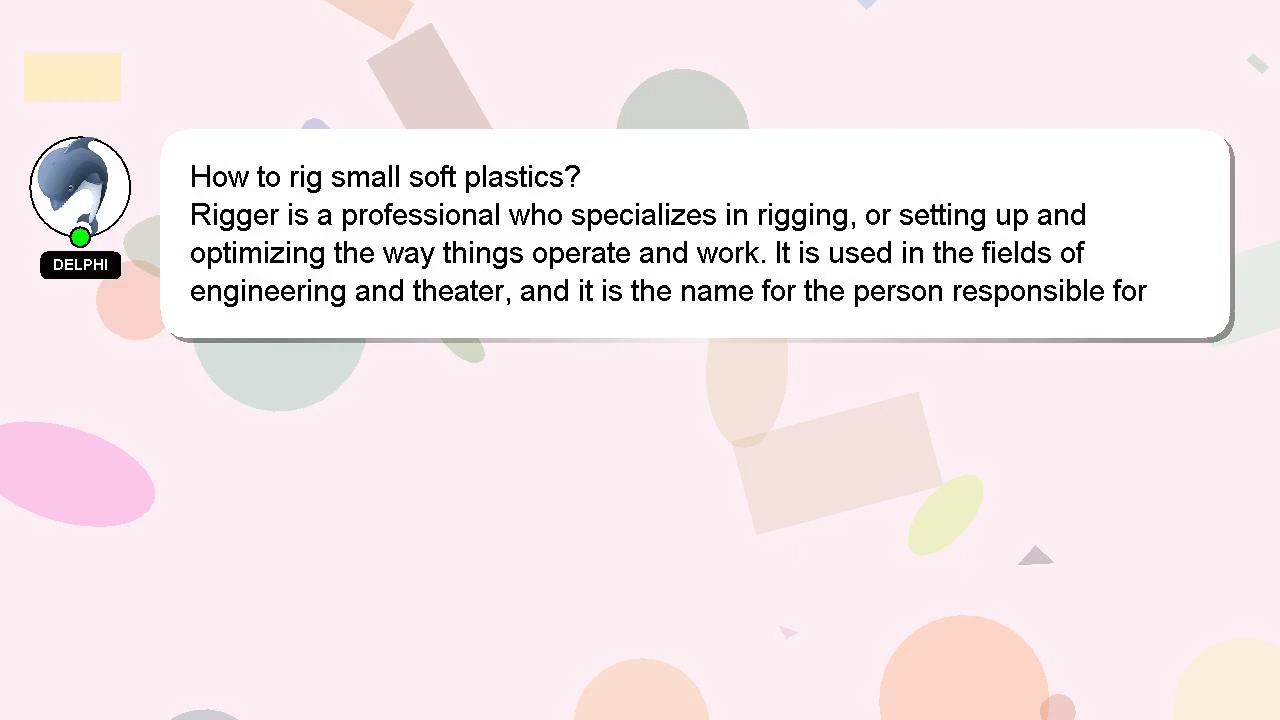 How to rig small soft plastics?
Rigger is a professional who specializes in rigging, or setting up and
optimizing the way things operate and work. It is used in the fields of
engineering and theater, and it is the name for the person responsible for
DELPHI